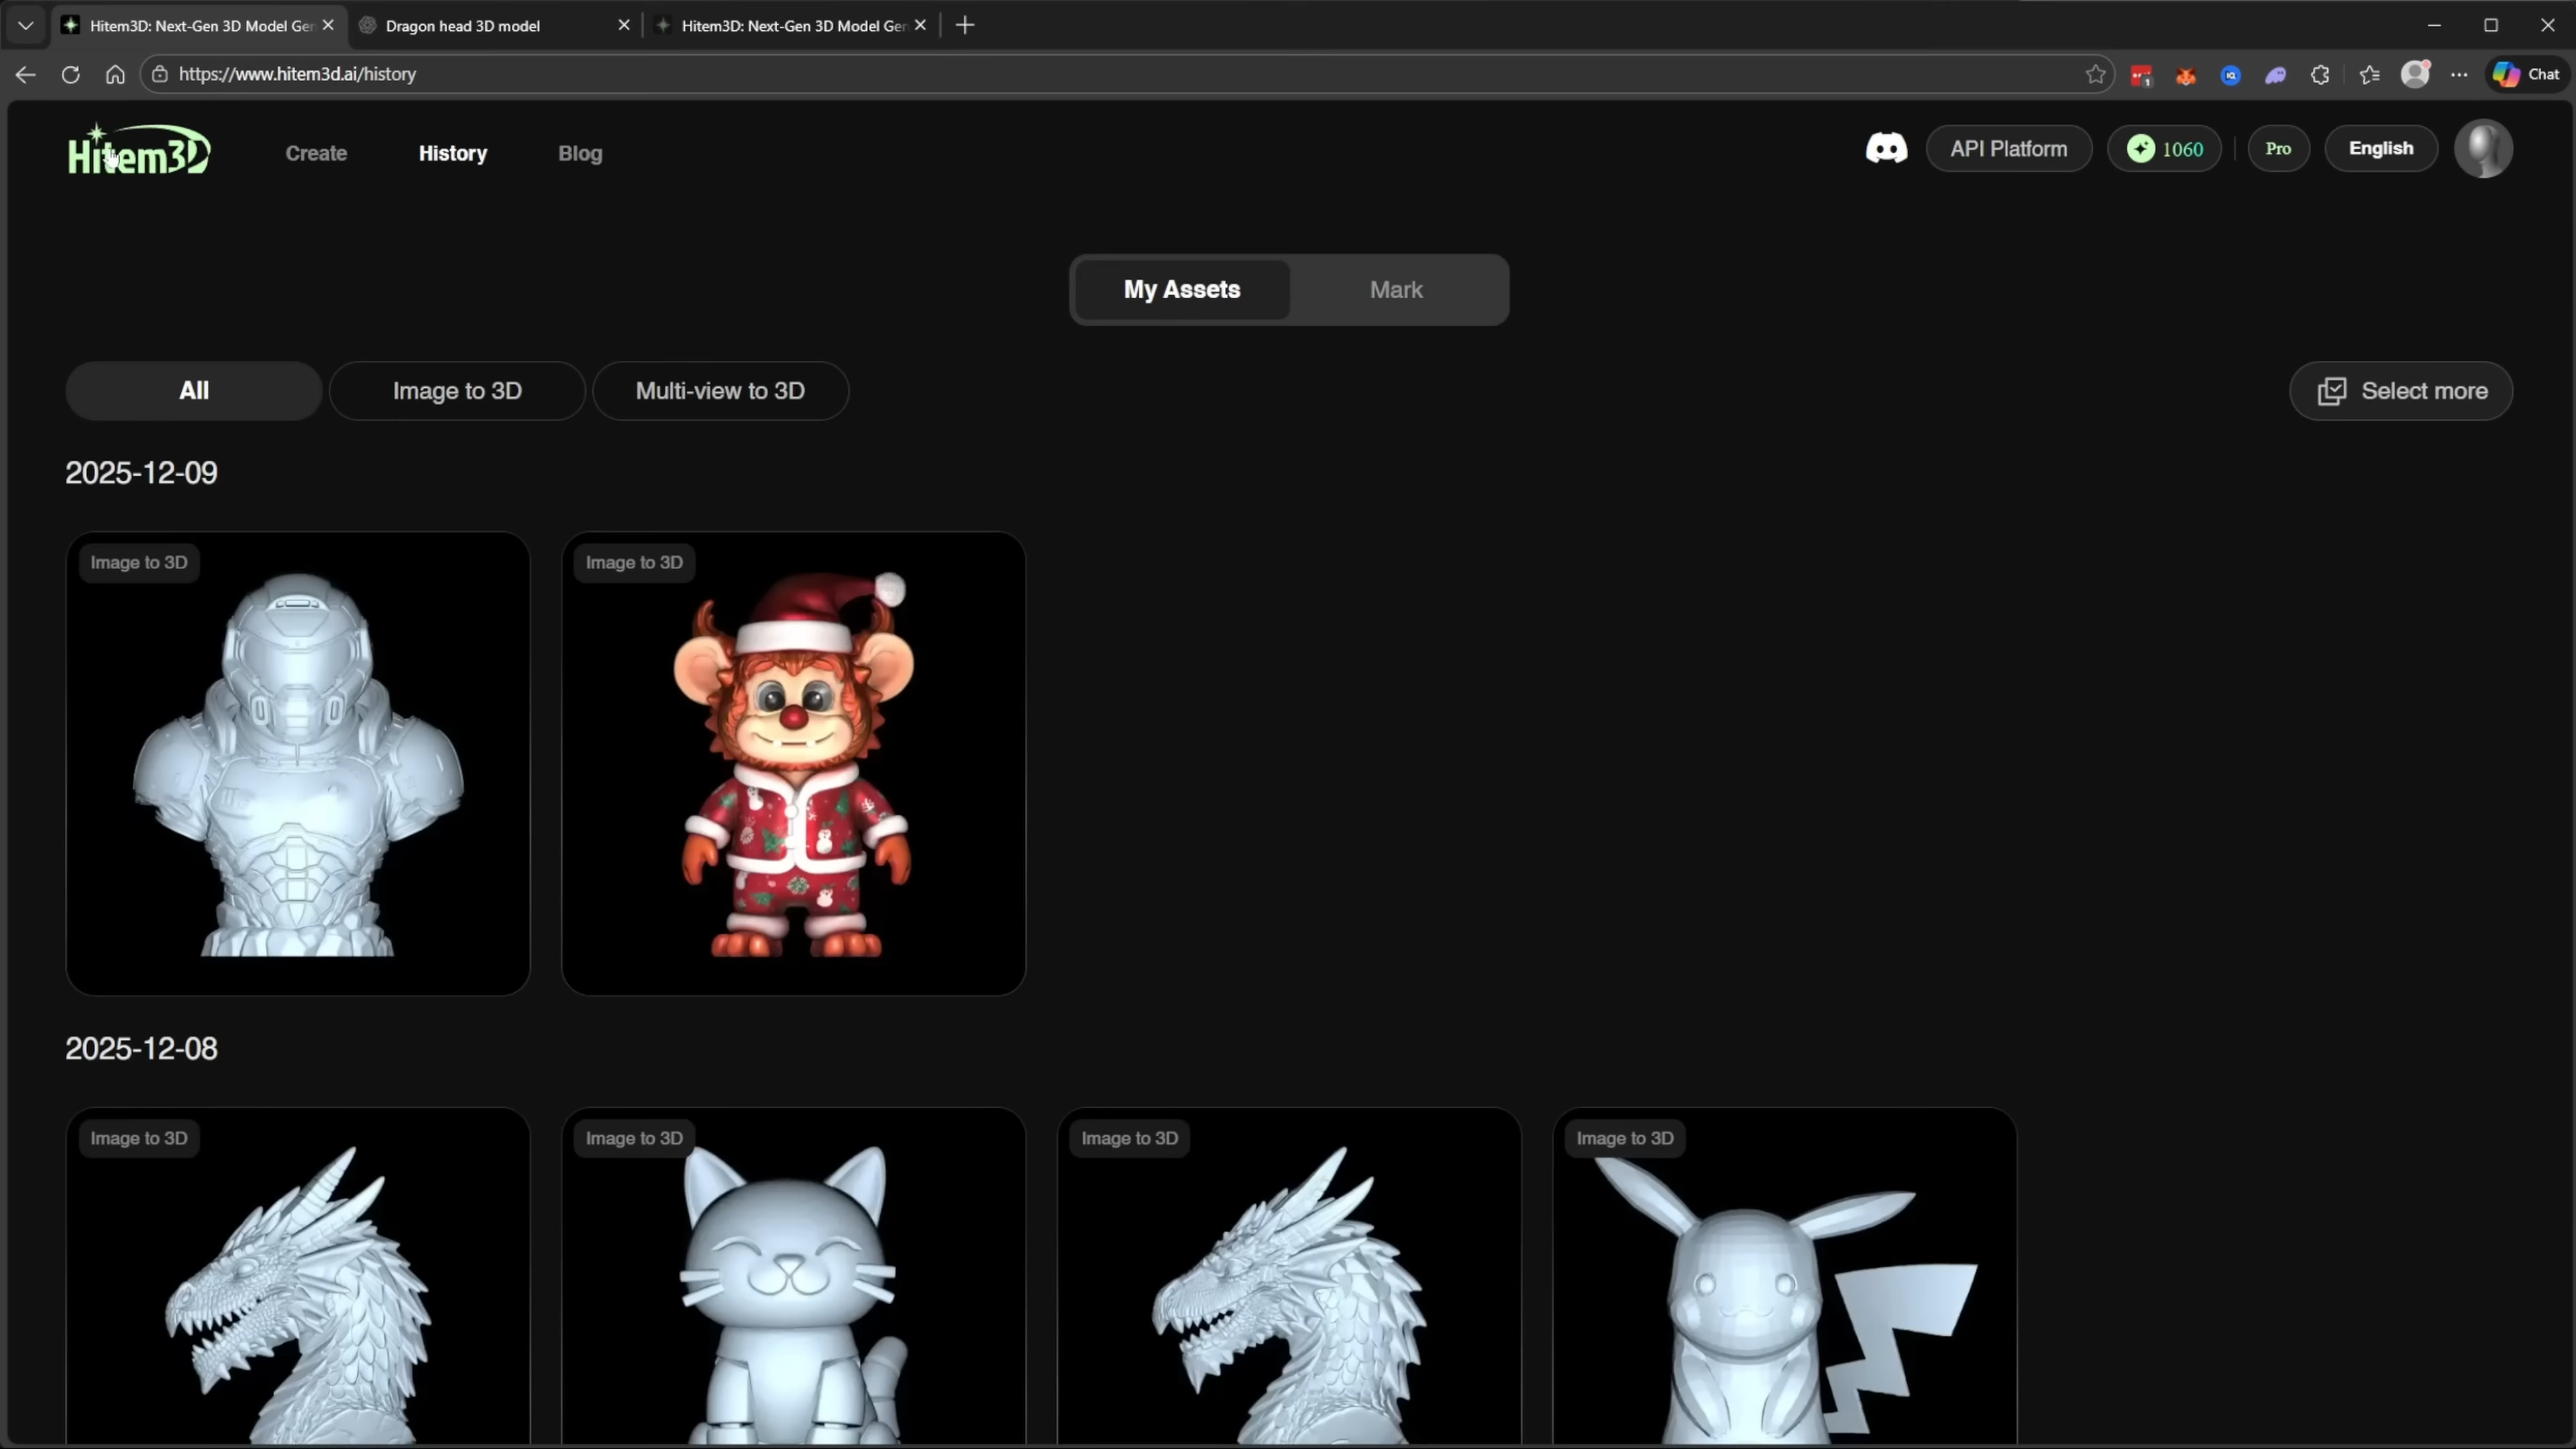 Hitem3D: Next-Gen 3D Model Gen
Dragon head 3D model
Hitem3D: Next-Gen 3D Model Gen
https://www.hitem3d.ai/history
1
Chat
Hitem3D
Create
History
Blog
API Platform
1060
Pro
English
My Assets
Mark
All
Image to 3D
Multi-view to 3D
Select more
2025-12-09
Image to 3D
Image to 3D
2025-12-08
Image to 3D
Image to 3D
Image to 3D
Image to 3D